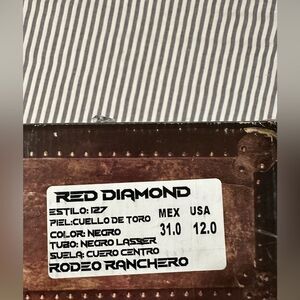 RED DIAMOND
ESTILO: 127
PIEL:CUELLO DE TORO MEX USA
COLOR: NEGRO 31.0 12.0
TUBO: NEGRO LASSER
SUELA: CUERO CENTRO
RODEO RANCHERO